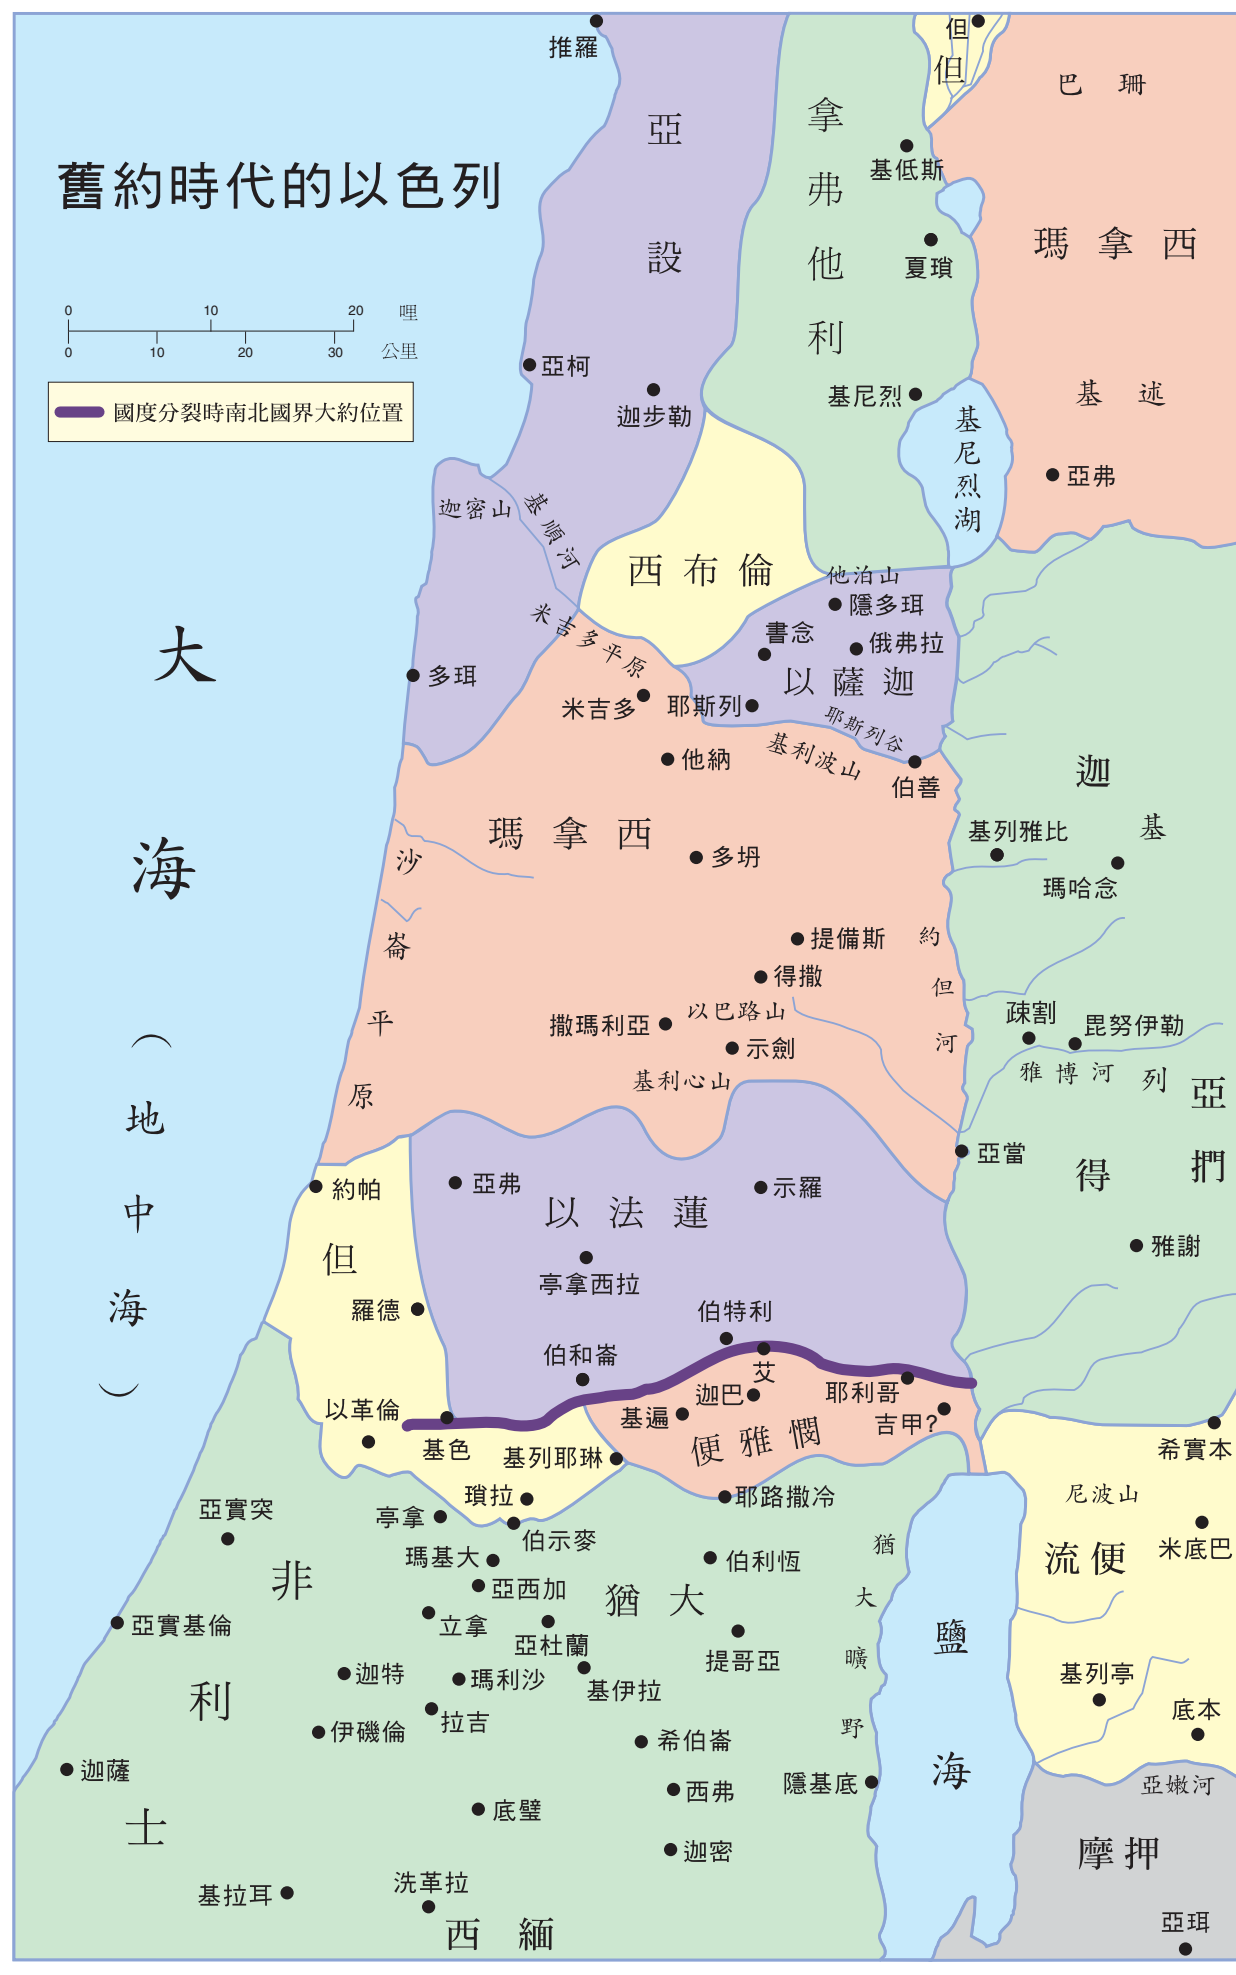 舊約時代的以色列
0 10 20 哩
0 10 20 30 公里
國度分裂時南北國界大約位置
大海（地中海）
推羅
亞設
拿弗他利
但
但
巴珊
基低斯
夏瑣
瑪拿西
亞柯
迦步勒
基尼烈
基述
基尼烈湖
亞弗
迦密山
基順河
西布倫
他泊山
隱多珥
書念
俄弗拉
米吉多平原
以薩迦
多珥
米吉多
耶斯列
耶斯列谷
他納
基利波山
伯善
迦得
瑪拿西
多坍
基列雅比
基列
瑪哈念
沙崙平原
提備斯
約但河
得撒
撒瑪利亞
以巴路山
示劍
基利心山
疎割
毘努伊勒
雅博河
亞捫
亞當
約帕
亞弗
以法蓮
示羅
雅謝
但
亭拿西拉
羅德
伯特利
伯和崙
艾
以革倫
基色
迦巴
耶利哥
基遍
吉甲?
便雅憫
希實本
基列耶琳
瑣拉
耶路撒冷
尼波山
亞實突
亭拿
伯示麥
米底巴
流便
非利士
瑪基大
伯利恆
猶大曠野
亞西加
猶大
立拿
亞杜蘭
提哥亞
鹽海
亞實基倫
迦特
瑪利沙
基伊拉
基列亭
拉吉
底本
伊磯倫
希伯崙
迦薩
西弗
隱基底
亞嫩河
底璧
迦密
摩押
基拉耳
洗革拉
西緬
亞珥